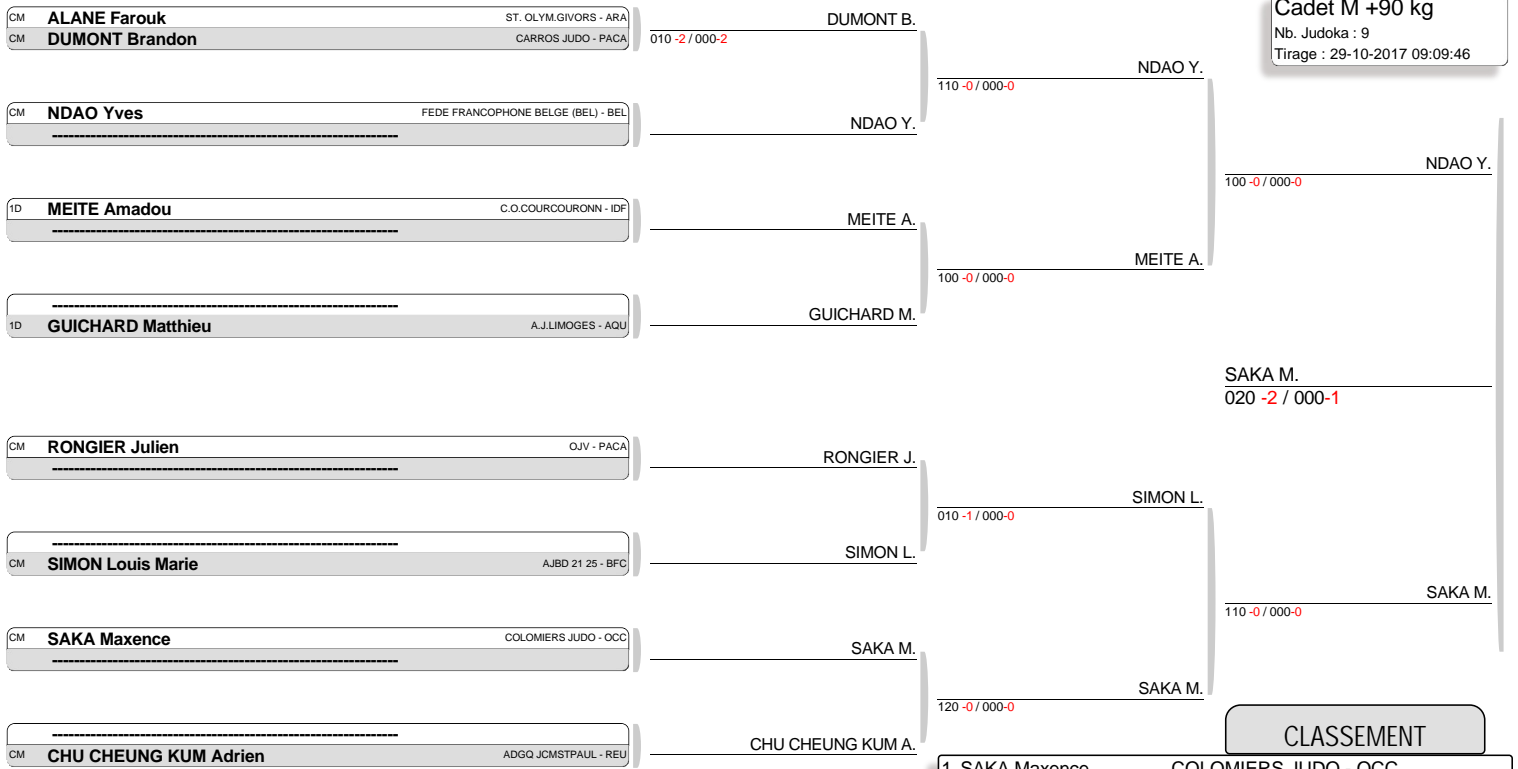 Cadet M +90 kg
Nb. Judoka : 9
Tirage : 29-10-2017 09:09:46
CM ALANE Farouk ST. OLYM.GIVORS - ARA
CM DUMONT Brandon CARROS JUDO - PACA
DUMONT B.
010 -2 / 000-2
NDAO Y.
110 -0 / 000-0
CM NDAO Yves FEDE FRANCOPHONE BELGE (BEL) - BEL
----------------------------------------------------------------
NDAO Y.
NDAO Y.
100 -0 / 000-0
1D MEITE Amadou C.O.COURCOURONN - IDF
----------------------------------------------------------------
MEITE A.
MEITE A.
100 -0 / 000-0
----------------------------------------------------------------
1D GUICHARD Matthieu A.J.LIMOGES - AQU
GUICHARD M.
SAKA M.
020 -2 / 000-1
CM RONGIER Julien OJV - PACA
----------------------------------------------------------------
RONGIER J.
SIMON L.
010 -1 / 000-0
----------------------------------------------------------------
CM SIMON Louis Marie AJBD 21 25 - BFC
SIMON L.
SAKA M.
110 -0 / 000-0
CM SAKA Maxence COLOMIERS JUDO - OCC
----------------------------------------------------------------
SAKA M.
SAKA M.
120 -0 / 000-0
----------------------------------------------------------------
CM CHU CHEUNG KUM Adrien ADGQ JCMSTPAUL - REU
CHU CHEUNG KUM A.
CLASSEMENT
1. SAKA Maxence COLOMIERS JUDO - OCC